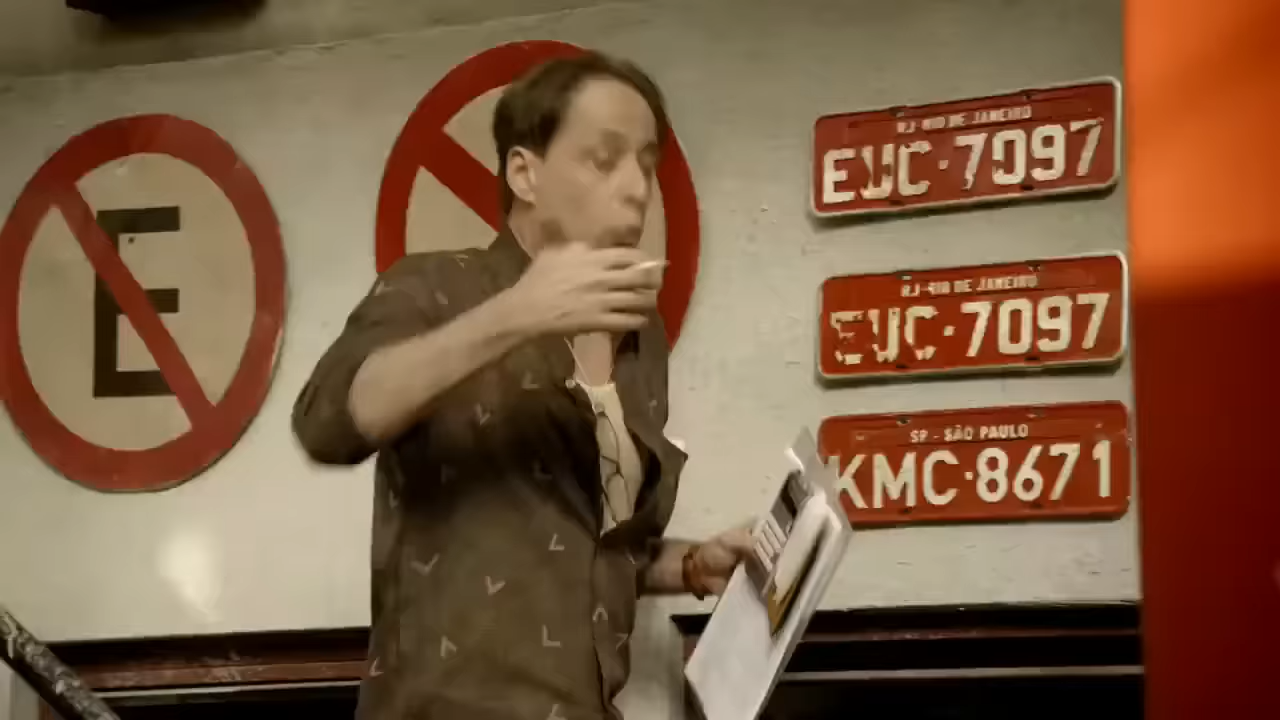 E
RJ-RIO DE JANEIRO
EUC·7097
RJ-RIO DE JANEIRO
EUC·7097
SP - SÃO PAULO
KMC·8671